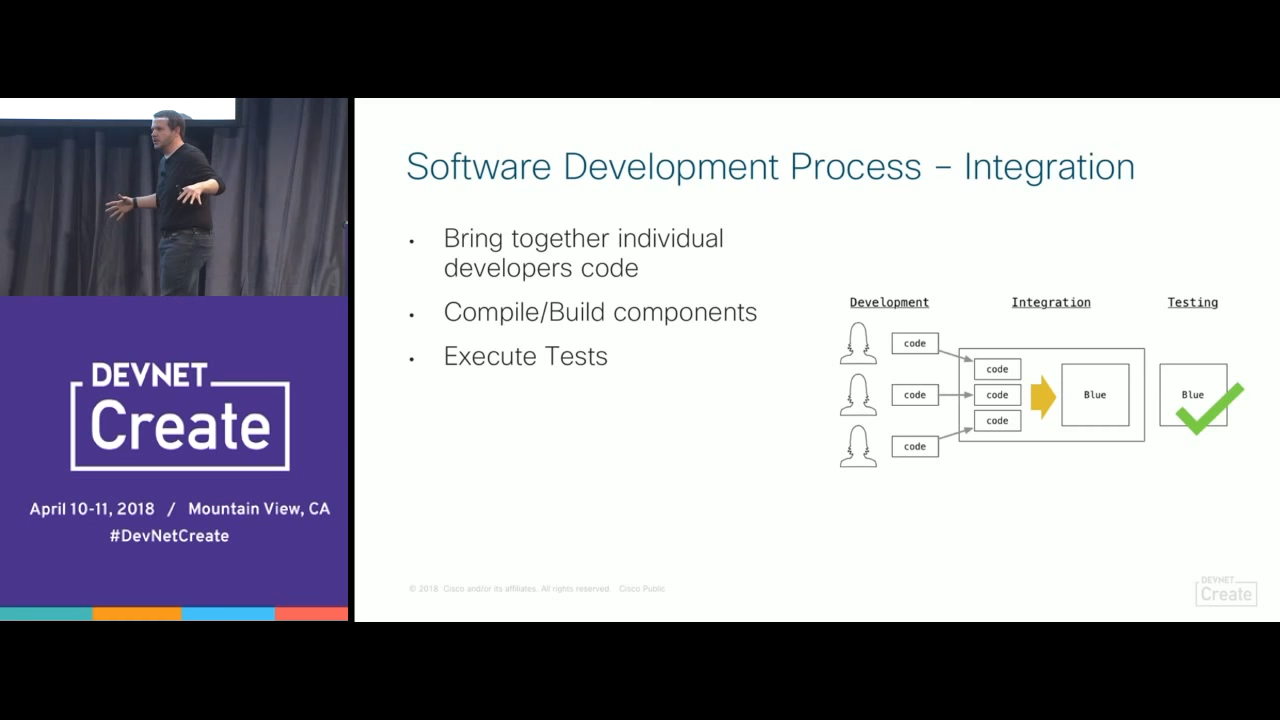 DEVNET
Create
April 10-11, 2018 / Mountain View, CA
#DevNetCreate
Software Development Process – Integration
• Bring together individual
developers code
• Compile/Build components
• Execute Tests
Development Integration Testing
code
code
code
code
code
code
Blue
Blue
© 2018 Cisco and/or its affiliates. All rights reserved. Cisco Public
DEVNET
Create